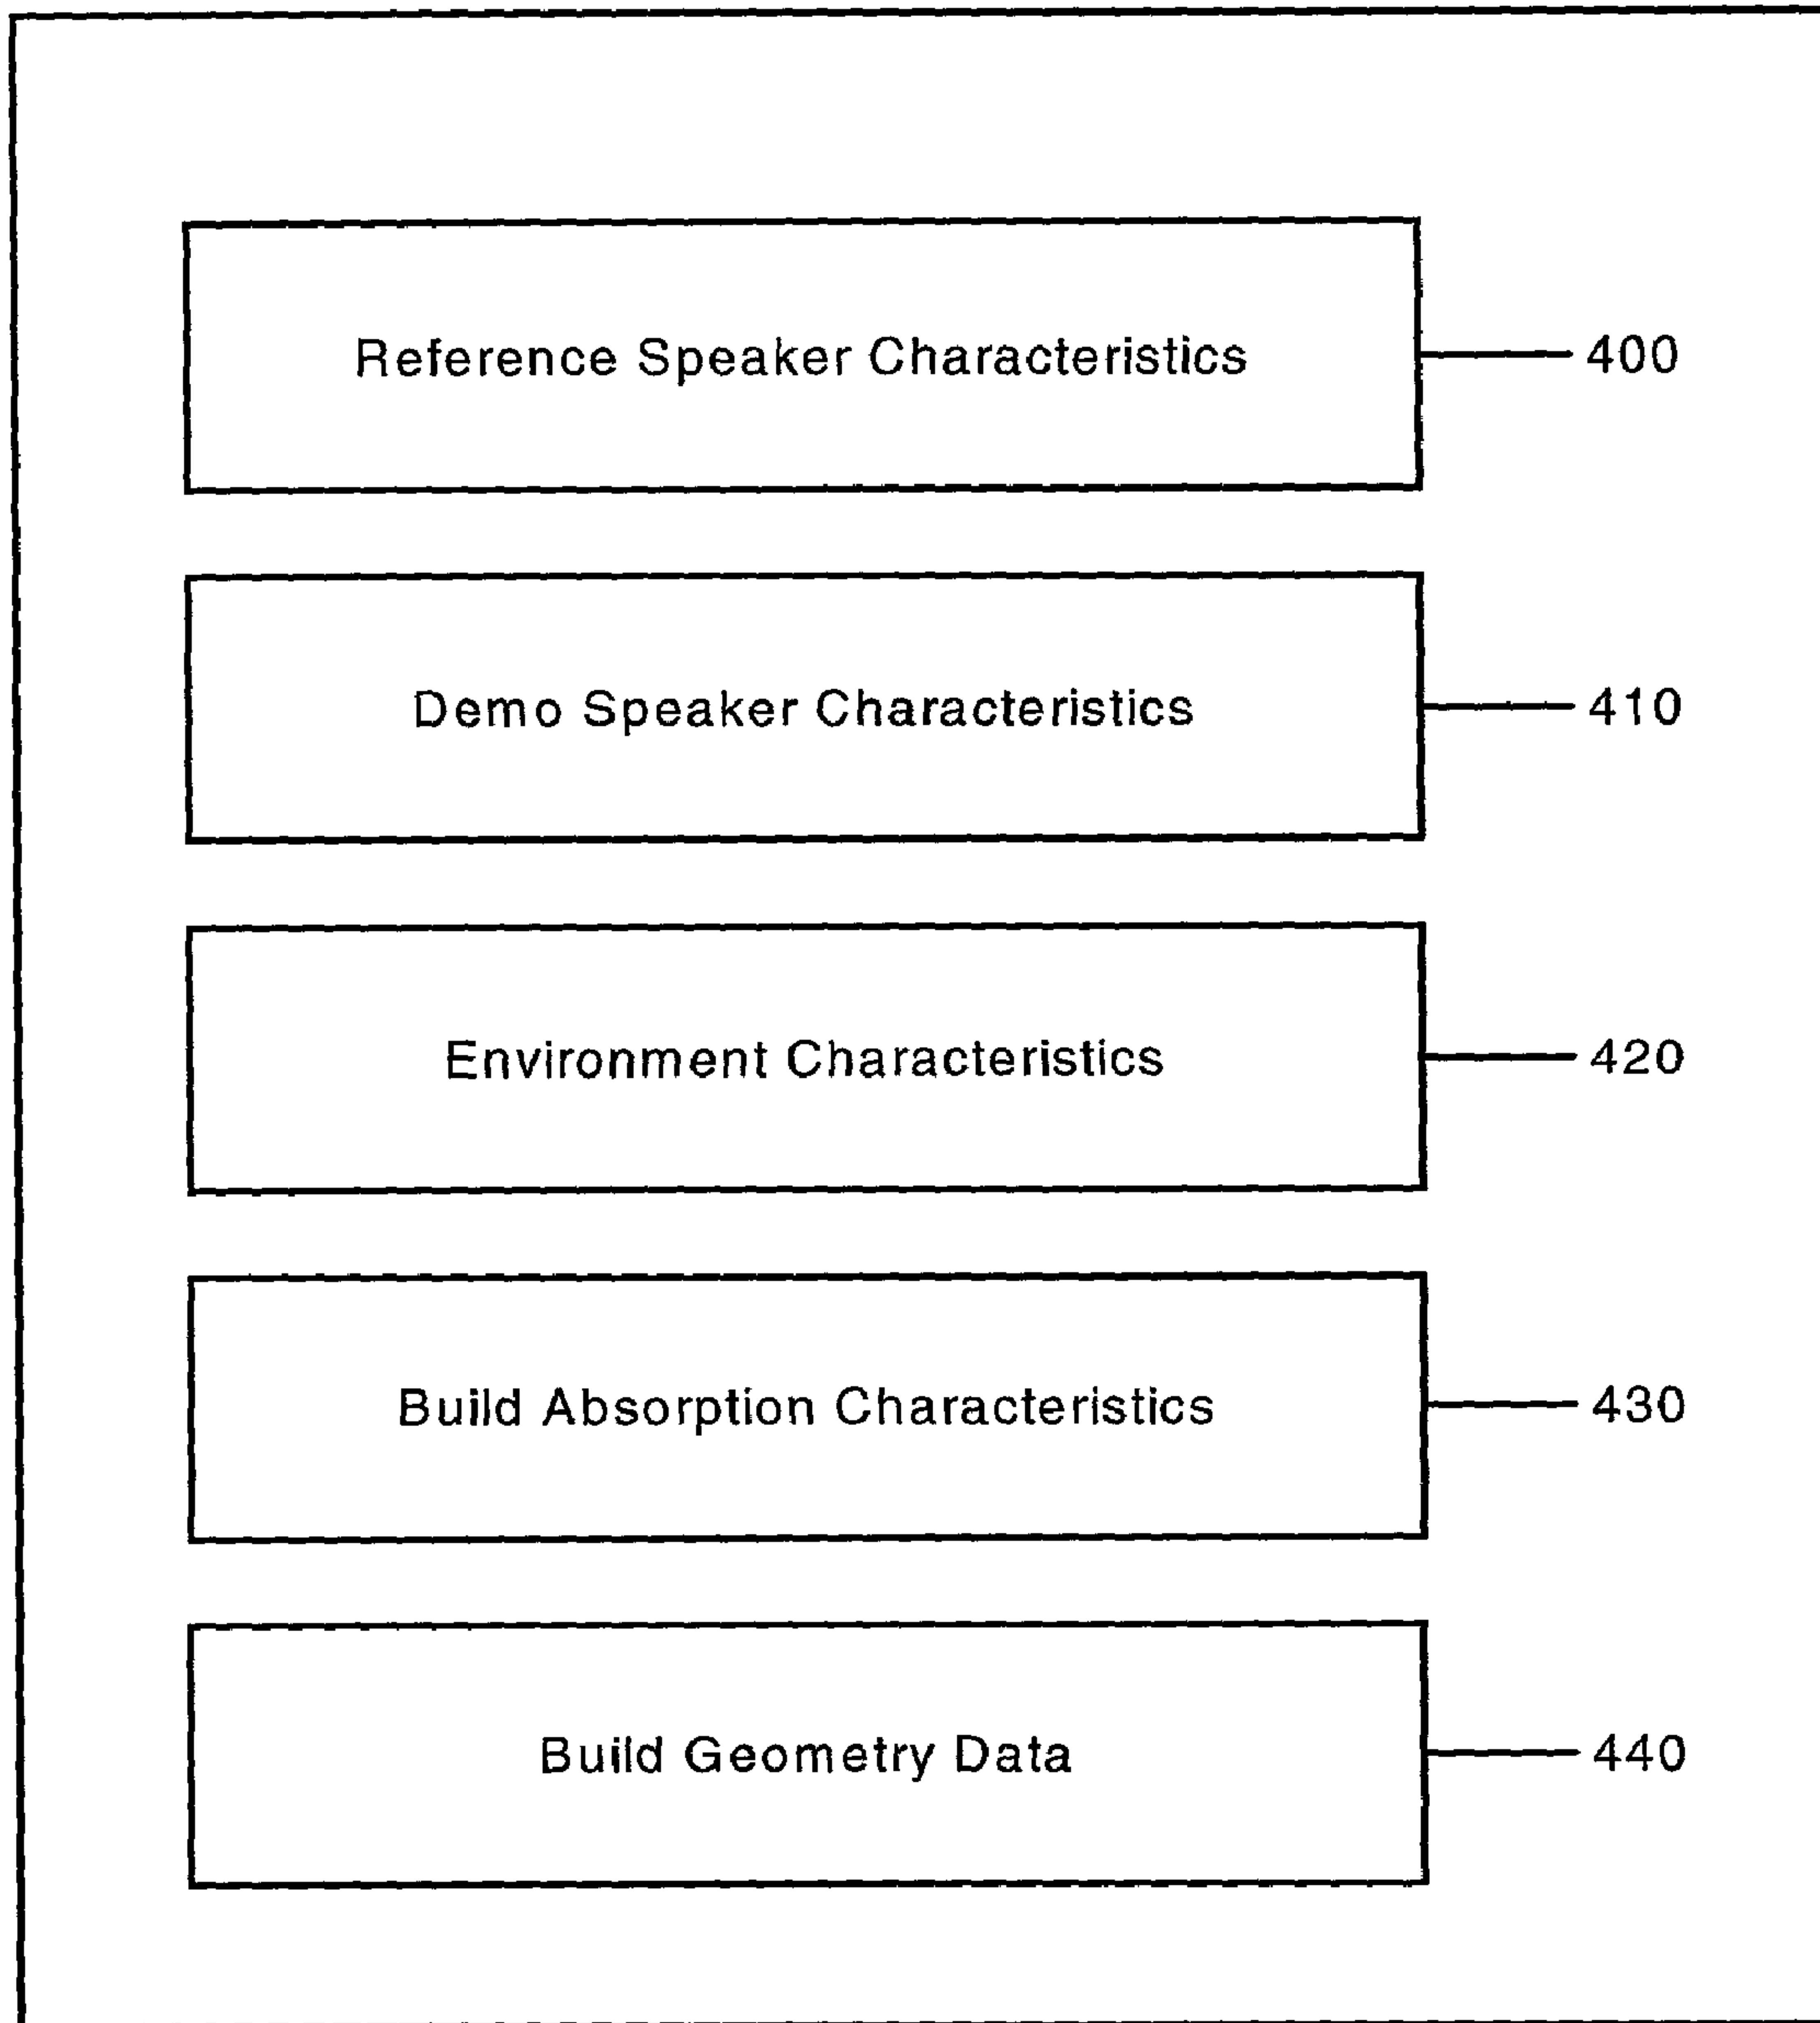 Reference Speaker Characteristics 400
Demo Speaker Characteristics 410
Environment Characteristics 420
Build Absorption Characteristics 430
Build Geometry Data 440